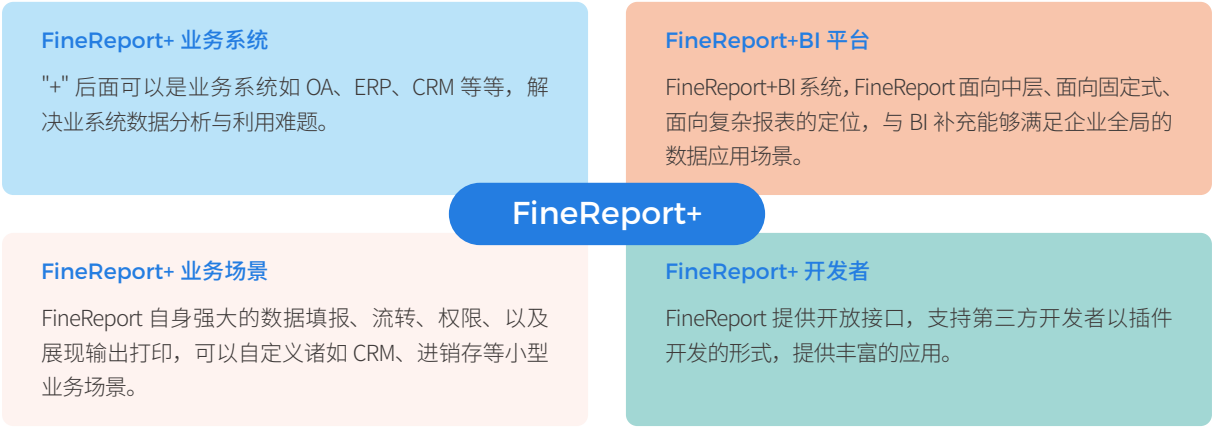 FineReport+ 业务系统
"+" 后面可以是业务系统如 OA、ERP、CRM 等等，解
决业系统数据分析与利用难题。
FineReport+BI 平台
FineReport+BI 系统，FineReport 面向中层、面向固定式、
面向复杂报表的定位，与 BI 补充能够满足企业全局的
数据应用场景。
FineReport+
FineReport+ 业务场景
FineReport 自身强大的数据填报、流转、权限、以及
展现输出打印，可以自定义诸如 CRM、进销存等小型
业务场景。
FineReport+ 开发者
FineReport 提供开放接口，支持第三方开发者以插件
开发的形式，提供丰富的应用。